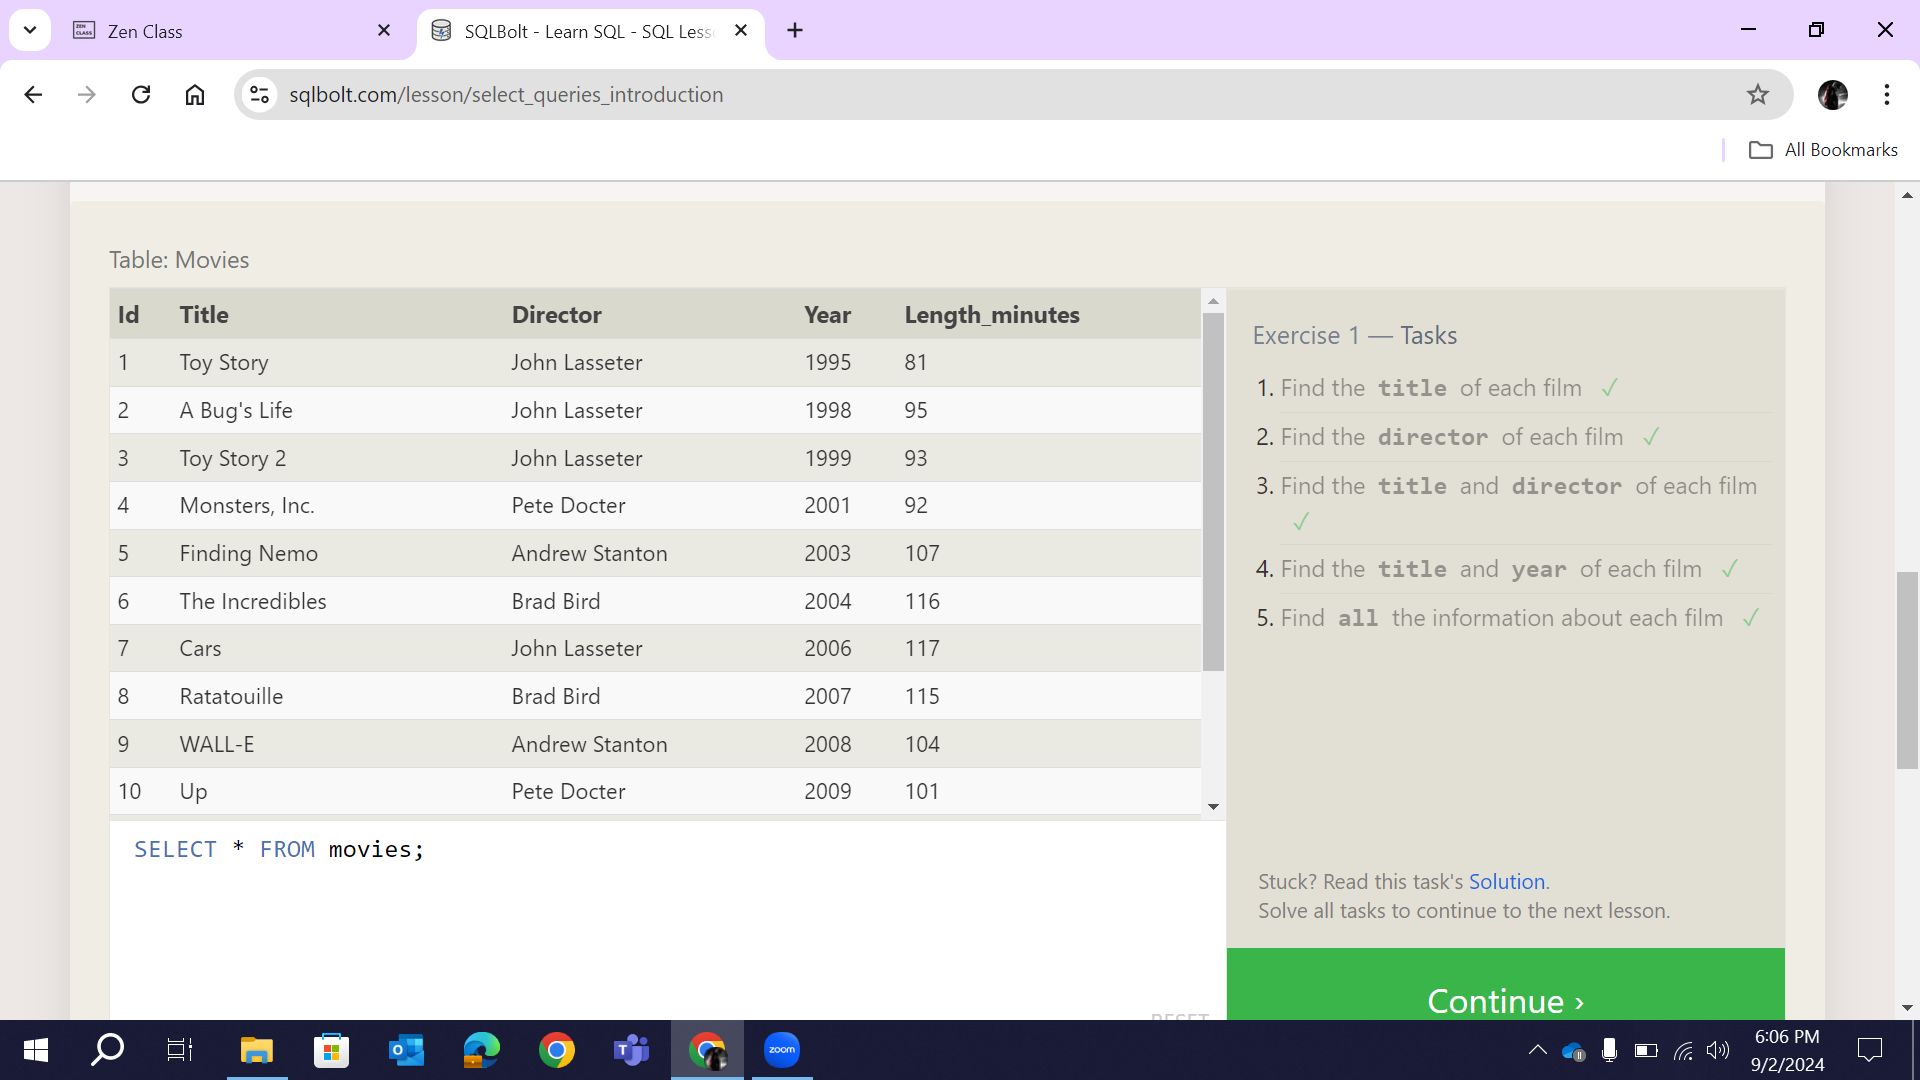 Zen Class
SQLBolt - Learn SQL - SQL Less
sqlbolt.com/lesson/select_queries_introduction
All Bookmarks
Table: Movies
Id Title Director Year Length_minutes
1 Toy Story John Lasseter 1995 81
2 A Bug's Life John Lasseter 1998 95
3 Toy Story 2 John Lasseter 1999 93
4 Monsters, Inc. Pete Docter 2001 92
5 Finding Nemo Andrew Stanton 2003 107
6 The Incredibles Brad Bird 2004 116
7 Cars John Lasseter 2006 117
8 Ratatouille Brad Bird 2007 115
9 WALL-E Andrew Stanton 2008 104
10 Up Pete Docter 2009 101
SELECT * FROM movies;
RESET
Exercise 1 — Tasks
1. Find the title of each film ✓
2. Find the director of each film ✓
3. Find the title and director of each film
✓
4. Find the title and year of each film ✓
5. Find all the information about each film ✓
Stuck? Read this task's Solution.
Solve all tasks to continue to the next lesson.
Continue ›
zoom
6:06 PM
9/2/2024